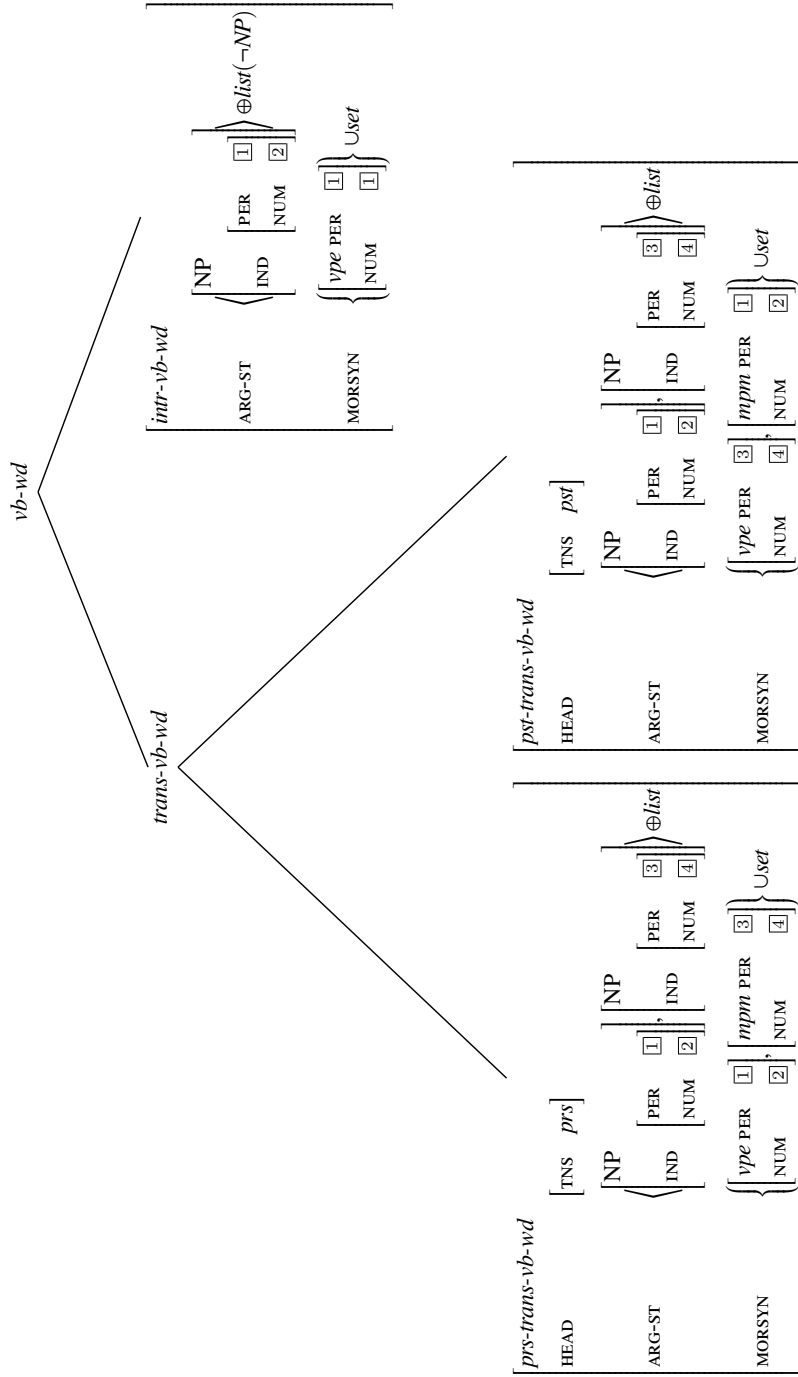 vb-wd
trans-vb-wd
intr-vb-wd
ARG-ST ⟨ [NP IND [PER 1 NUM 2]] ⟩ ⊕list(¬NP)
MORSYN { [vpe PER 1 NUM 1] } ∪set
prs-trans-vb-wd
HEAD [TNS prs]
ARG-ST ⟨ [NP IND [PER 1 NUM 2]], [NP IND [PER 3 NUM 4]] ⟩ ⊕list
MORSYN { [vpe PER 1 NUM 2], [mpm PER 3 NUM 4] } ∪set
pst-trans-vb-wd
HEAD [TNS pst]
ARG-ST ⟨ [NP IND [PER 1 NUM 2]], [NP IND [PER 3 NUM 4]] ⟩ ⊕list
MORSYN { [vpe PER 3 NUM 4], [mpm PER 1 NUM 2] } ∪set